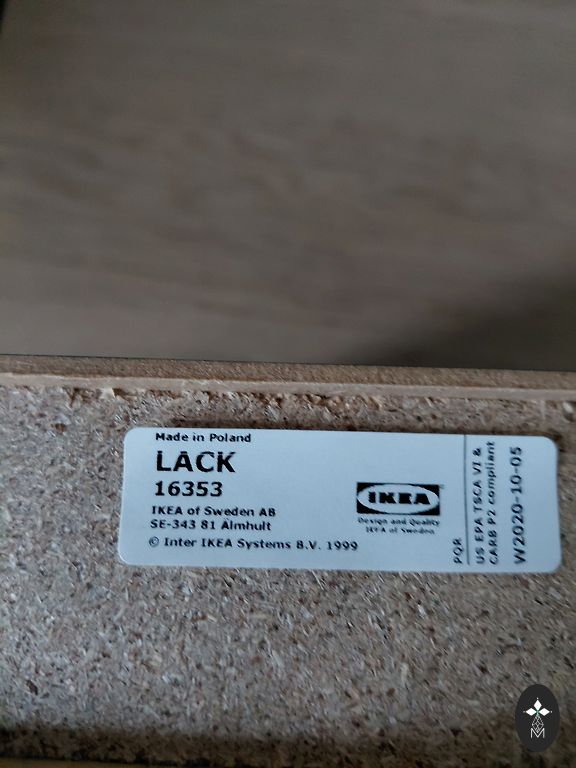 Made in Poland
LACK
16353
IKEA of Sweden AB
SE-343 81 Älmhult
© Inter IKEA Systems B.V. 1999
IKEA
Design and Quality
IKEA of Sweden
PQR
US EPA TSCA VI &
CARB P2 compliant
W2020-10-05
M